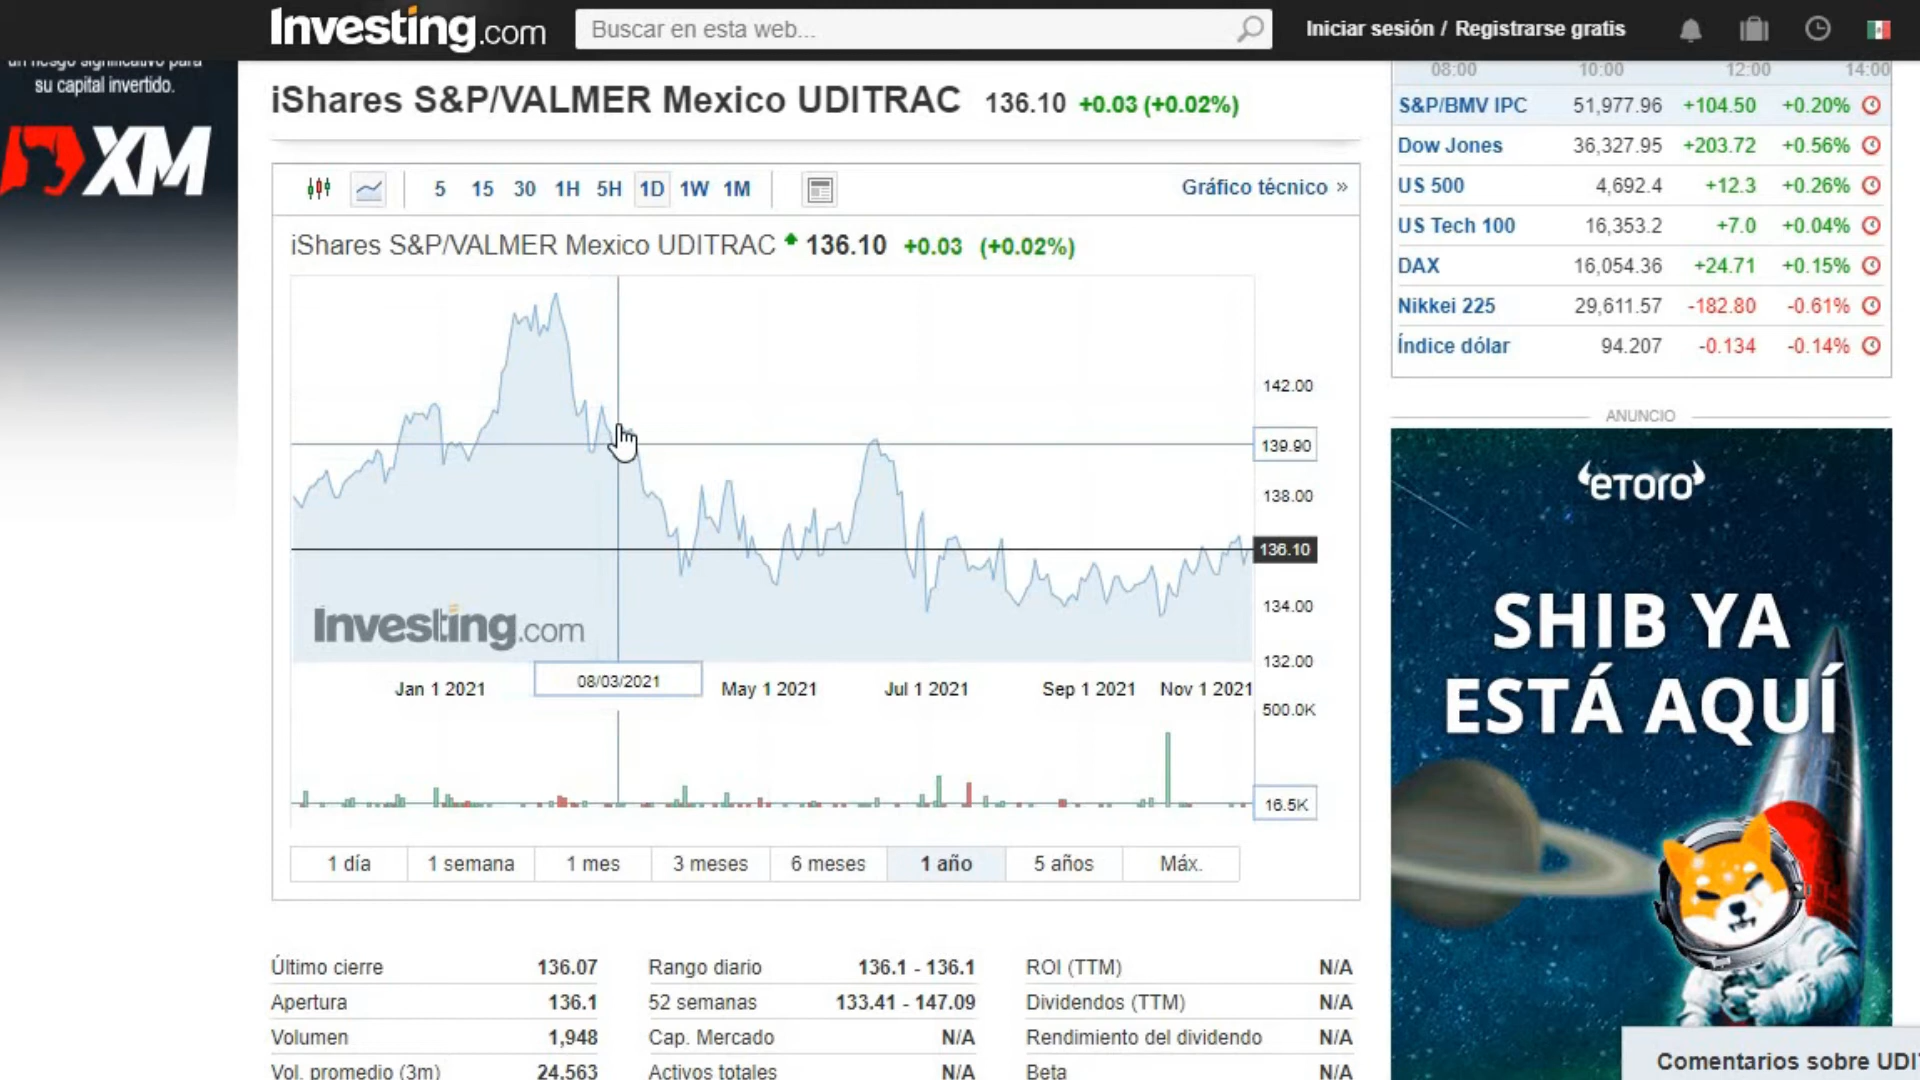 Investing.com
Buscar en esta web...
Iniciar sesión / Registrarse gratis
un riesgo significativo para
su capital invertido.
XM
iShares S&P/VALMER Mexico UDITRAC 136.10 +0.03 (+0.02%)
5 15 30 1H 5H 1D 1W 1M
Gráfico técnico »
iShares S&P/VALMER Mexico UDITRAC 136.10 +0.03 (+0.02%)
142.00
139.90
138.00
136.10
134.00
132.00
Investing.com
Jan 1 2021 08/03/2021 May 1 2021 Jul 1 2021 Sep 1 2021 Nov 1 2021
500.0K
16.5K
1 día 1 semana 1 mes 3 meses 6 meses 1 año 5 años Máx.
Último cierre 136.07 Rango diario 136.1 - 136.1 ROI (TTM) N/A
Apertura 136.1 52 semanas 133.41 - 147.09 Dividendos (TTM) N/A
Volumen 1,948 Cap. Mercado N/A Rendimiento del dividendo N/A
Vol. promedio (3m) 24,563 Activos totales N/A Beta N/A
08:00 10:00 12:00 14:00
S&P/BMV IPC 51,977.96 +104.50 +0.20%
Dow Jones 36,327.95 +203.72 +0.56%
US 500 4,692.4 +12.3 +0.26%
US Tech 100 16,353.2 +7.0 +0.04%
DAX 16,054.36 +24.71 +0.15%
Nikkei 225 29,611.57 -182.80 -0.61%
Índice dólar 94.207 -0.134 -0.14%
ANUNCIO
eToro
SHIB YA
ESTÁ AQUÍ
Comentarios sobre UDIT